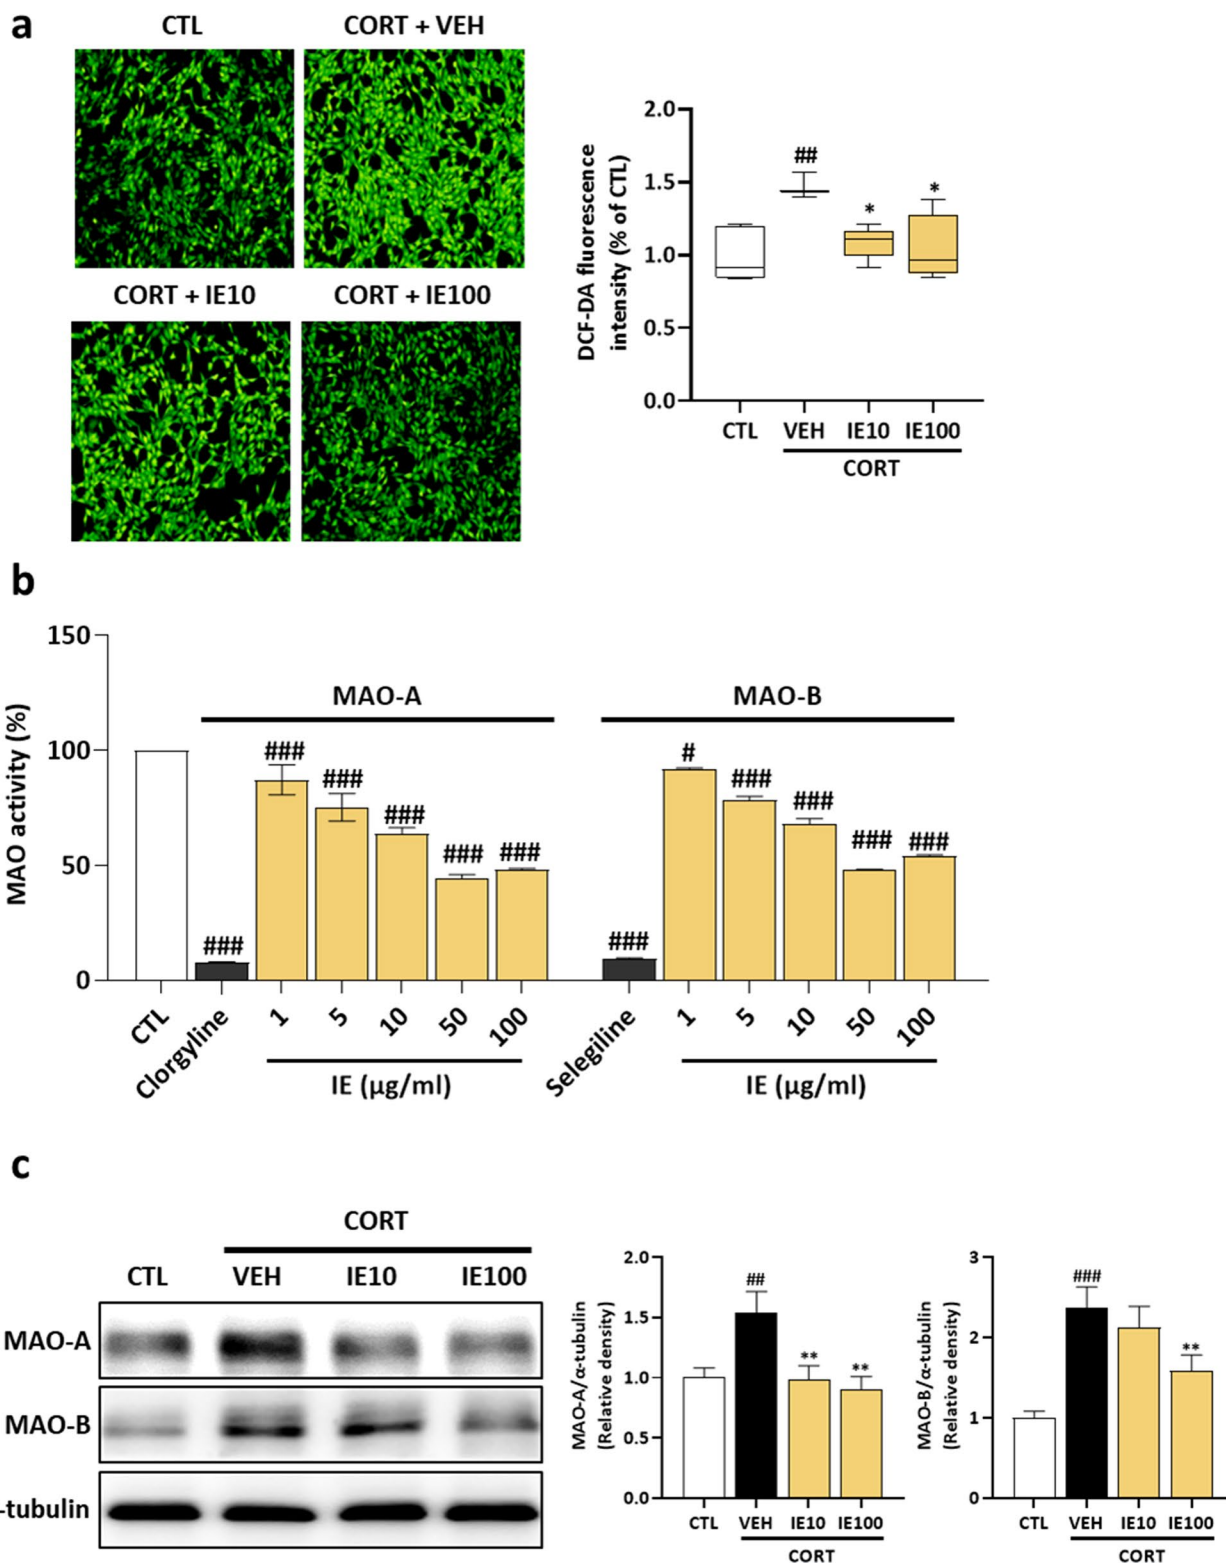 a
CTL
CORT + VEH
CORT + IE10
CORT + IE100
DCF-DA fluorescence
intensity (% of CTL)
2.0
1.5
1.0
0.5
0.0
##
*
*
CTL
VEH
IE10
IE100
CORT
b
MAO activity (%)
150
100
50
0
MAO-A
MAO-B
###
###
###
###
###
###
###
#
###
###
###
###
CTL
Clorgyline
1
5
10
50
100
Selegiline
1
5
10
50
100
IE (µg/ml)
IE (µg/ml)
c
CORT
CTL
VEH
IE10
IE100
MAO-A
MAO-B
-tubulin
MAO-A/α-tubulin
(Relative density)
2.0
1.5
1.0
0.5
0.0
##
**
**
CTL
VEH
IE10
IE100
CORT
MAO-B/α-tubulin
(Relative density)
3
2
1
0
###
**
CTL
VEH
IE10
IE100
CORT